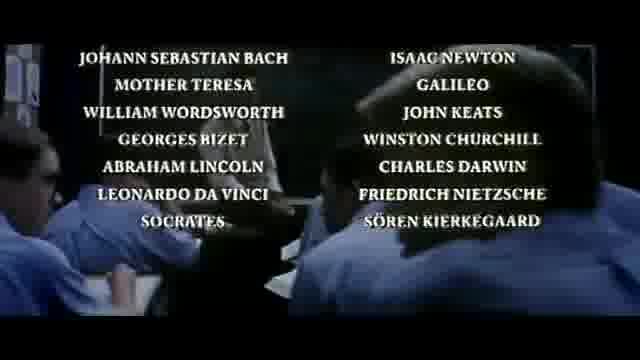 JOHANN SEBASTIAN BACH
MOTHER TERESA
WILLIAM WORDSWORTH
GEORGES BIZET
ABRAHAM LINCOLN
LEONARDO DA VINCI
SOCRATES
ISAAC NEWTON
GALILEO
JOHN KEATS
WINSTON CHURCHILL
CHARLES DARWIN
FRIEDRICH NIETZSCHE
SÖREN KIERKEGAARD